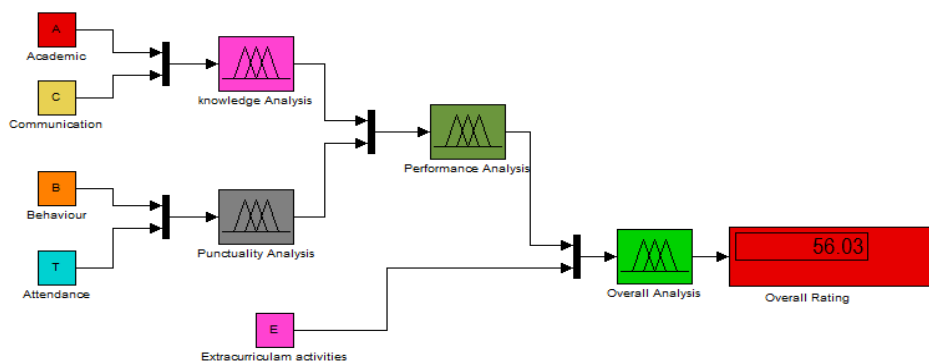 A
Academic
C
Communication
knowledge Analysis
B
Behaviour
T
Attendance
Punctuality Analysis
Performance Analysis
E
Extracurriculam activities
Overall Analysis
56.03
Overall Rating